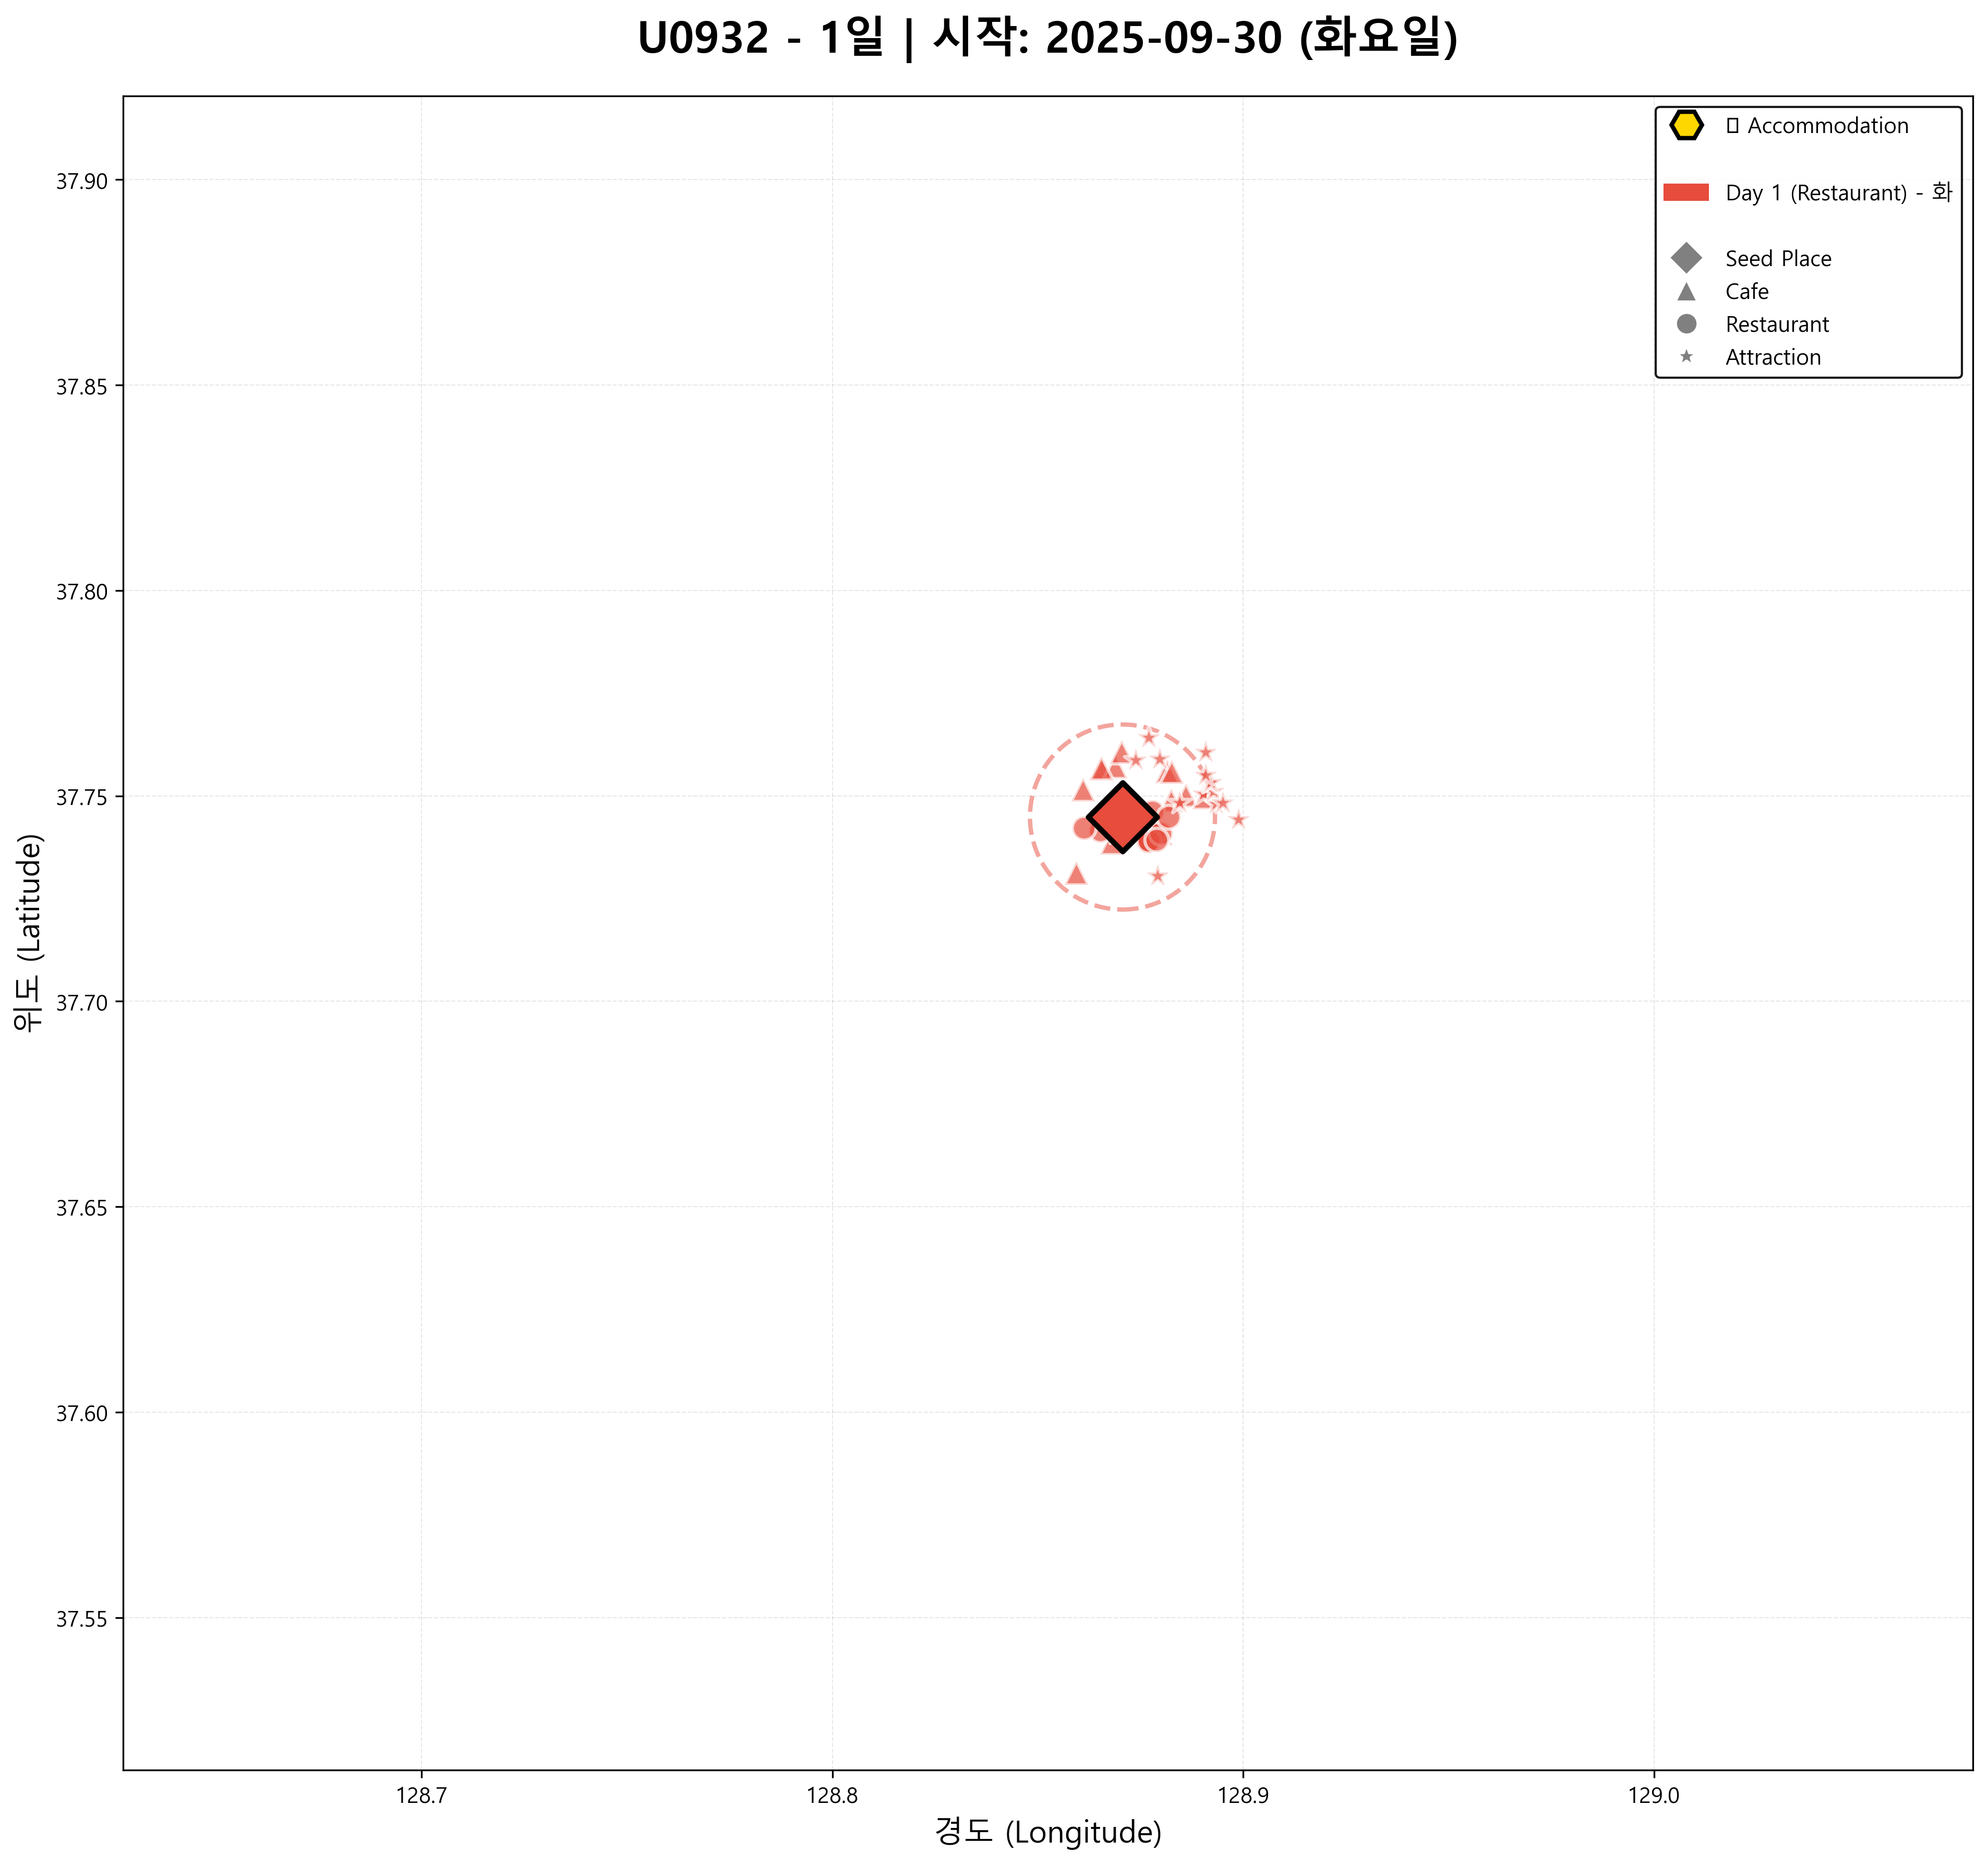 U0932 - 1일 | 시작: 2025-09-30 (화요일)
▯ Accommodation
Day 1 (Restaurant) - 화
Seed Place
Cafe
Restaurant
Attraction
위도 (Latitude)
37.90
37.85
37.80
37.75
37.70
37.65
37.60
37.55
128.7
128.8
128.9
129.0
경도 (Longitude)